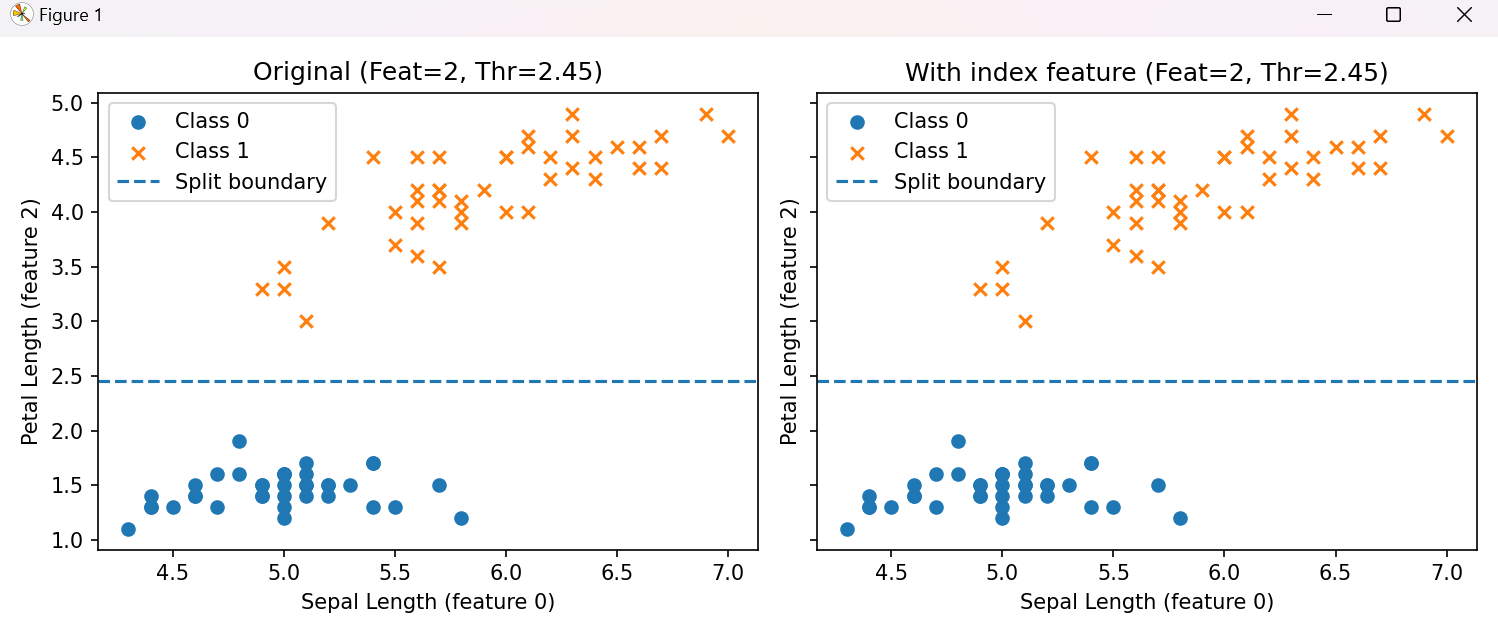 Figure 1
Original (Feat=2, Thr=2.45)
Class 0
Class 1
Split boundary
Petal Length (feature 2)
5.0
4.5
4.0
3.5
3.0
2.5
2.0
1.5
1.0
4.5 5.0 5.5 6.0 6.5 7.0
Sepal Length (feature 0)
With index feature (Feat=2, Thr=2.45)
Class 0
Class 1
Split boundary
Petal Length (feature 2)
4.5 5.0 5.5 6.0 6.5 7.0
Sepal Length (feature 0)